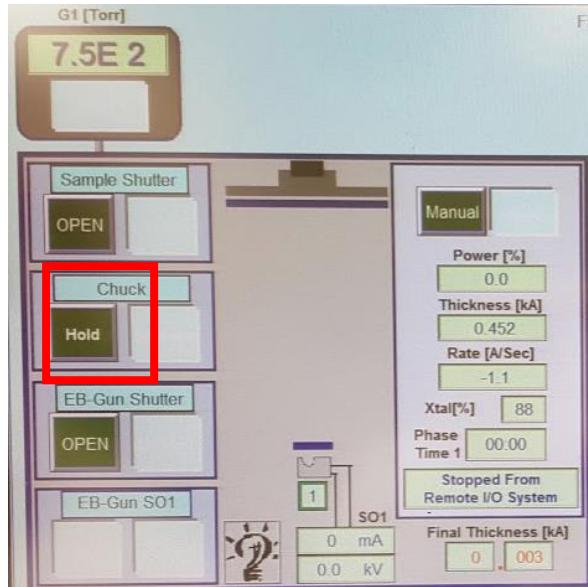 G1 [Torr]
F
7.5E 2
Sample Shutter
OPEN
Chuck
Hold
EB-Gun Shutter
OPEN
EB-Gun SO1
1
SO1
0 mA
0.0 kV
Manual
Power [%]
0.0
Thickness [kA]
0.452
Rate [A/Sec]
-1.1
Xtal[%] 88
Phase
Time 1 00:00
Stopped From
Remote I/O System
Final Thickness [kA]
0 . 003